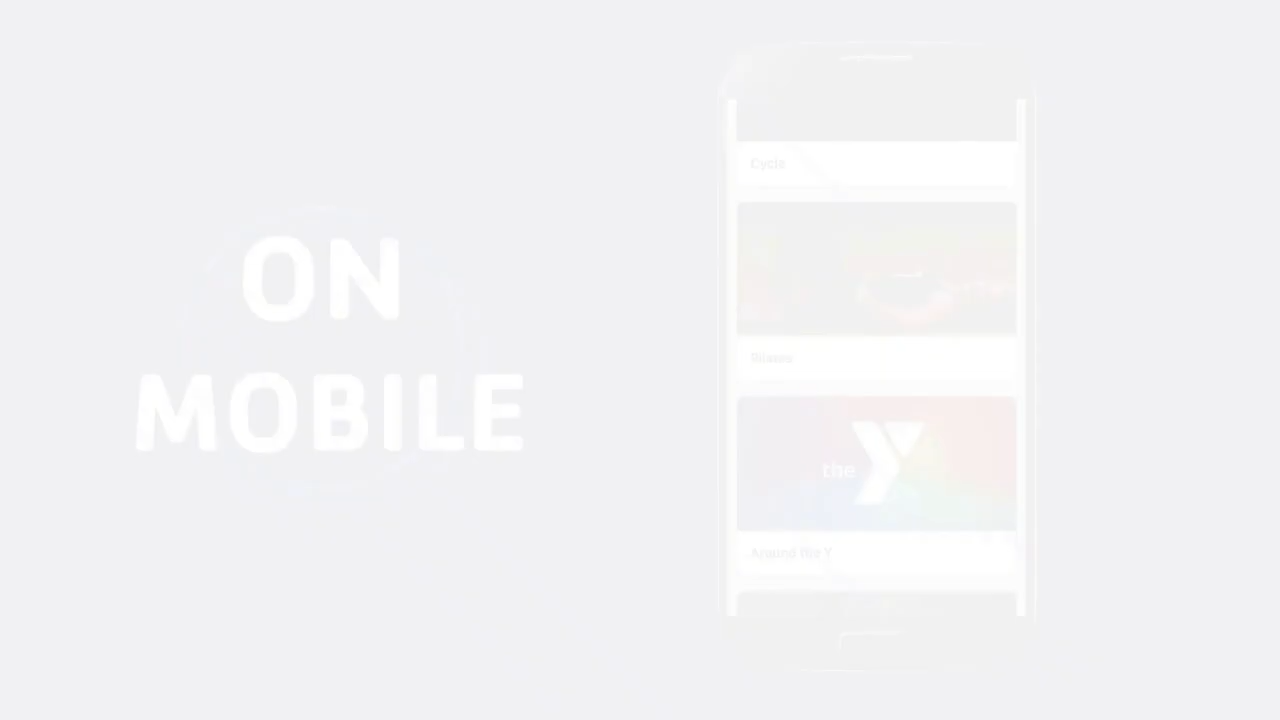 ON
MOBILE
Cycle
Pilates
the Y
Around the Y